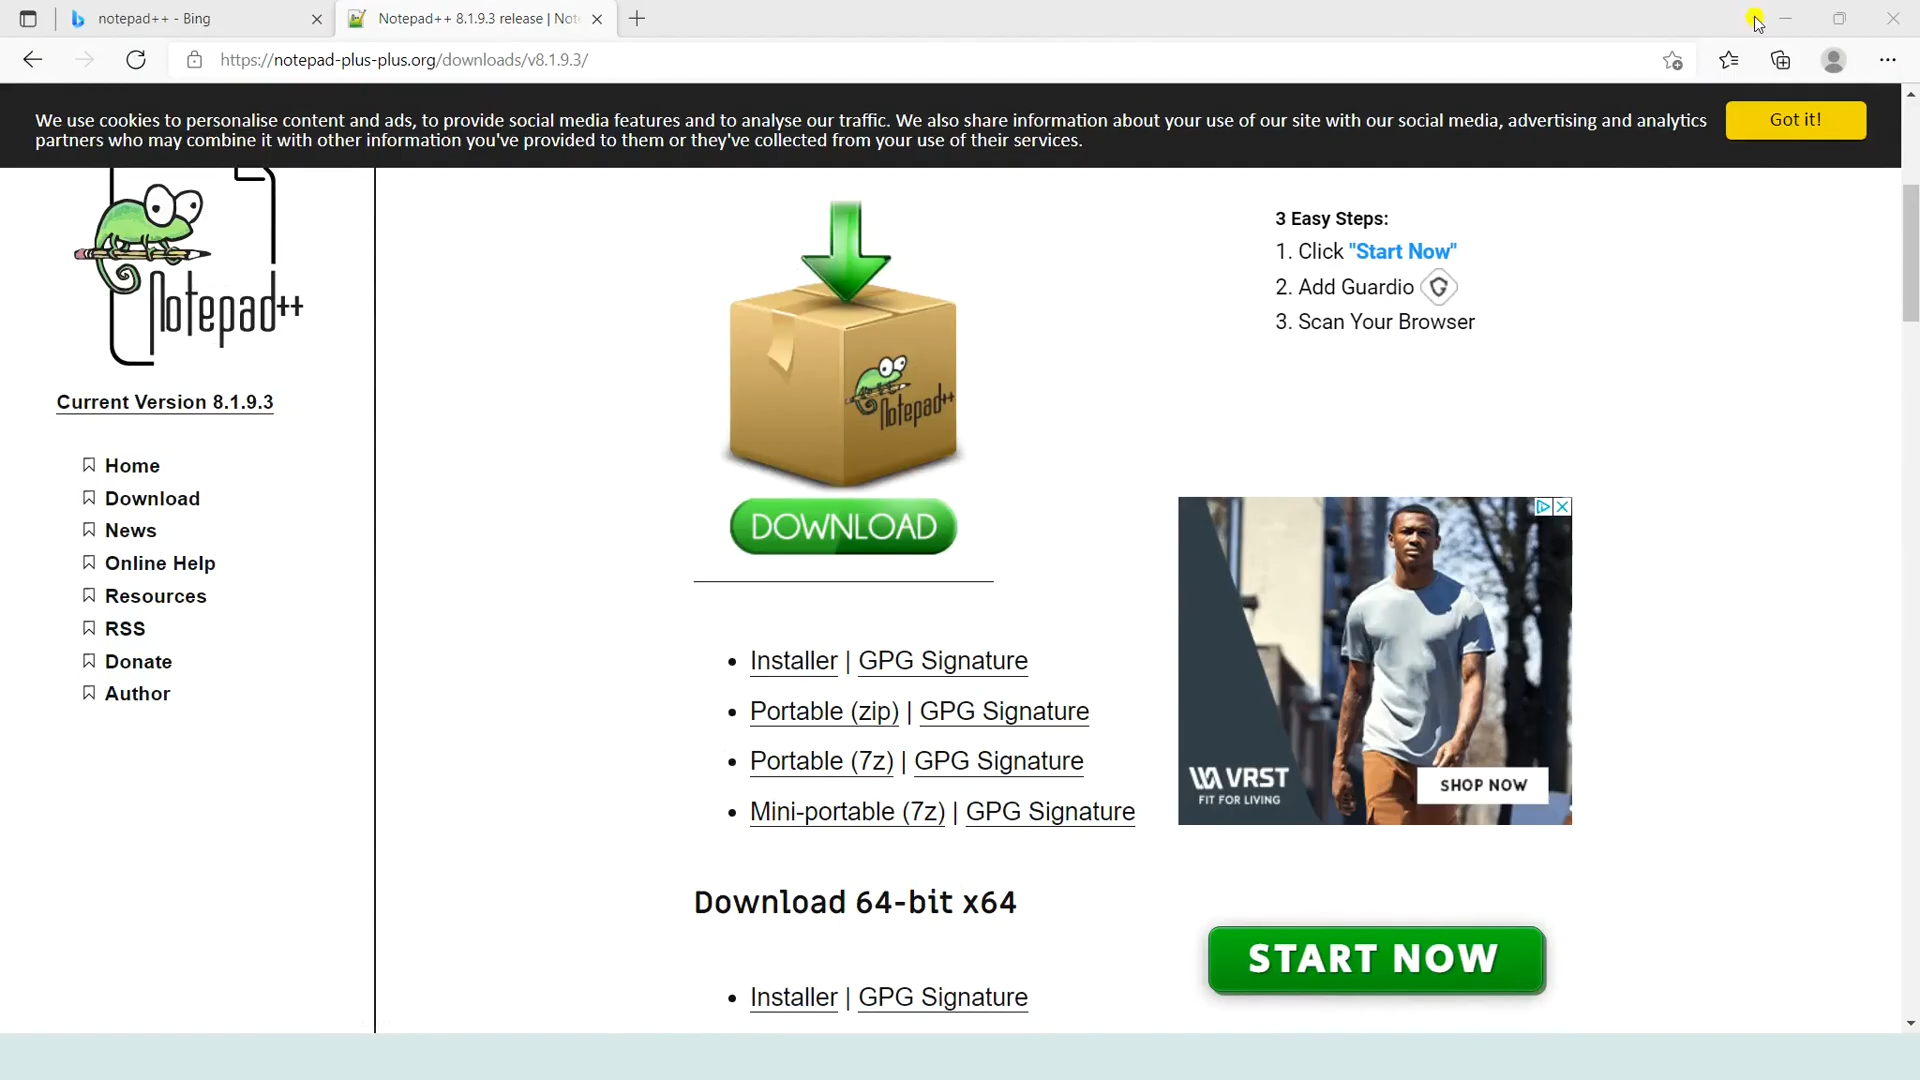 notepad++ - Bing
Notepad++ 8.1.9.3 release | Not
https://notepad-plus-plus.org/downloads/v8.1.9.3/
We use cookies to personalise content and ads, to provide social media features and to analyse our traffic. We also share information about your use of our site with our social media, advertising and analytics
partners who may combine it with other information you've provided to them or they've collected from your use of their services.
Got it!
Notepad++
Current Version 8.1.9.3
Home
Download
News
Online Help
Resources
RSS
Donate
Author
Notepad++
DOWNLOAD
Installer | GPG Signature
Portable (zip) | GPG Signature
Portable (7z) | GPG Signature
Mini-portable (7z) | GPG Signature
Download 64-bit x64
Installer | GPG Signature
3 Easy Steps:
1. Click "Start Now"
2. Add Guardio
3. Scan Your Browser
VRST
FIT FOR LIVING
SHOP NOW
START NOW